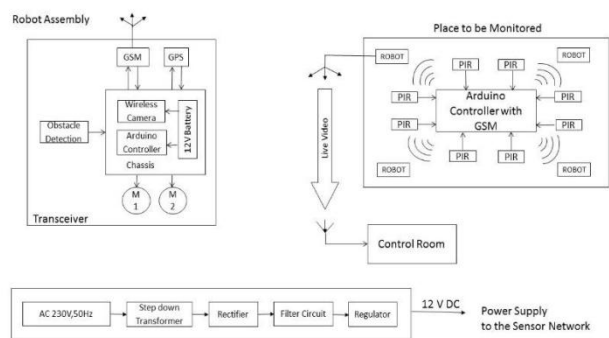 Robot Assembly
GSM
GPS
Wireless
Camera
Arduino
Controller
12V Battery
Chassis
Obstacle
Detection
M
1
M
2
Transceiver
Live Video
Control Room
Place to be Monitored
ROBOT
ROBOT
PIR
PIR
PIR
PIR
Arduino
Controller with
GSM
PIR
PIR
PIR
PIR
ROBOT
ROBOT
AC 230V,50Hz
Step down
Transformer
Rectifier
Filter Circuit
Regulator
12 V DC
Power Supply
to the Sensor Network